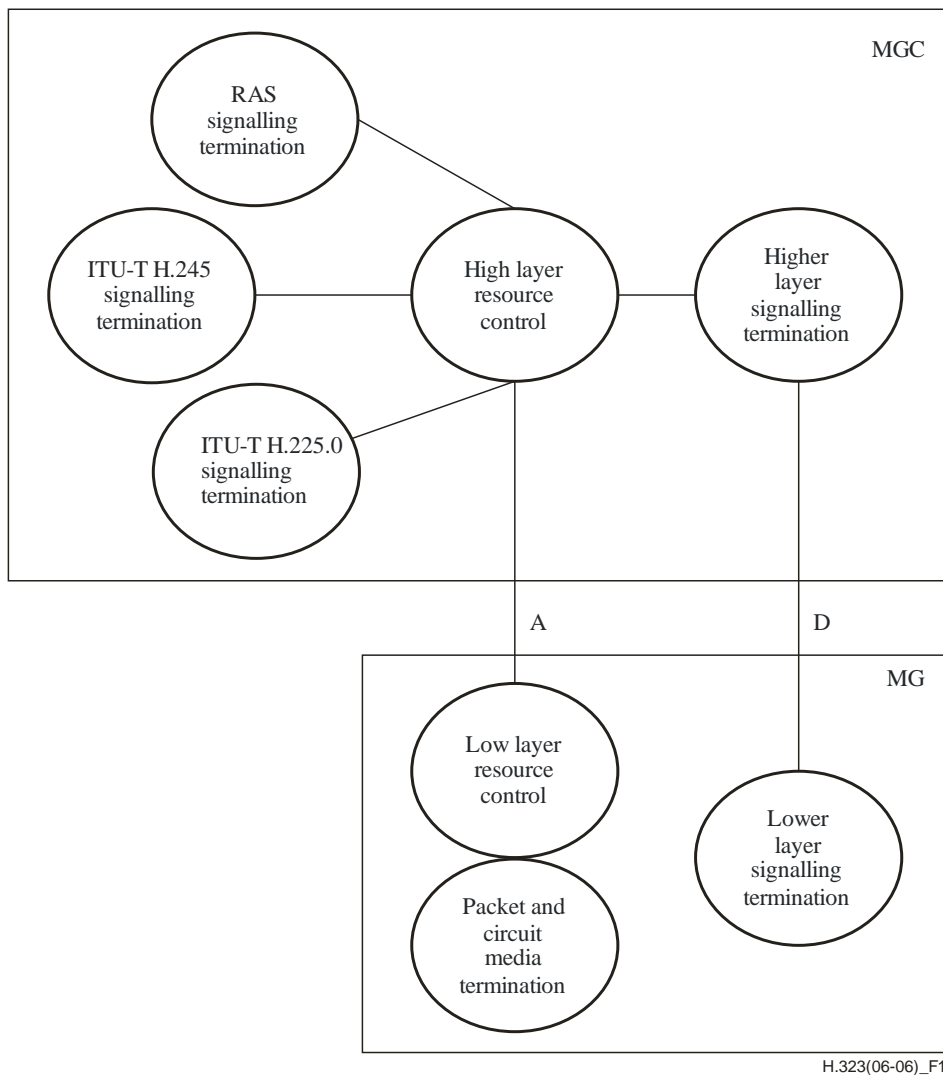 MGC
RAS
signalling
termination
ITU-T H.245
signalling
termination
High layer
resource
control
Higher
layer
signalling
termination
ITU-T H.225.0
signalling
termination
A
D
MG
Low layer
resource
control
Lower
layer
signalling
termination
Packet and
circuit
media
termination
H.323(06-06)_F1